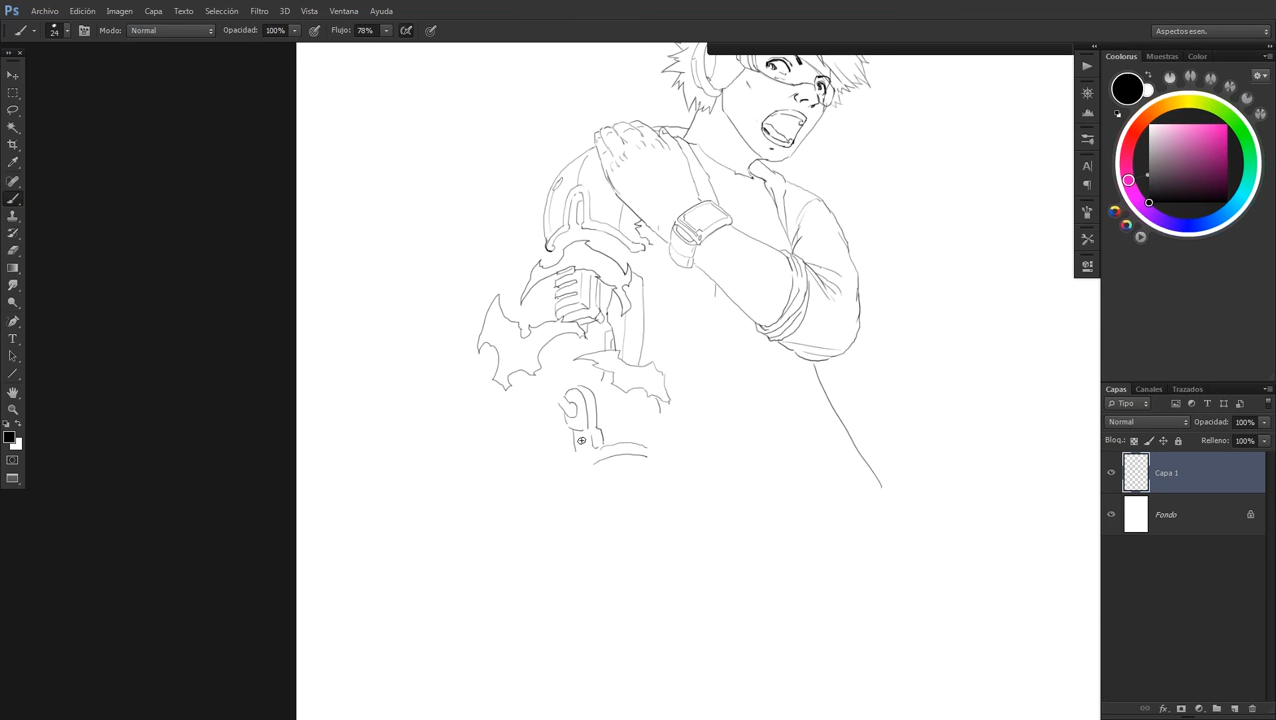 Ps Archivo Edición Imagen Capa Texto Selección Filtro 3D Vista Ventana Ayuda
24 Modo: Normal Opacidad: 100% Flujo: 78% Aspectos esen.
Coolorus Muestras Color
Capas Canales Trazados
Tipo
Normal Opacidad: 100%
Bloq.: Relleno: 100%
Capa 1
Fondo